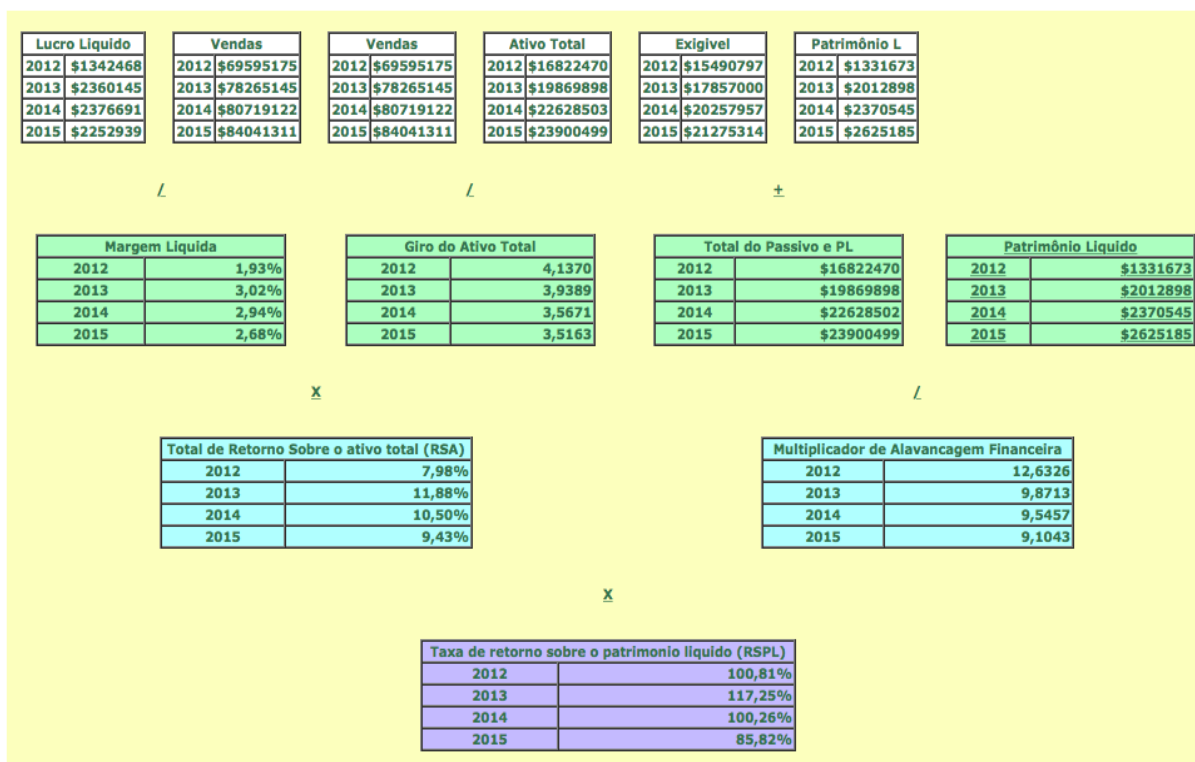 Lucro Liquido Vendas Vendas Ativo Total Exigivel Patrimônio L
2012 $1342468 2012 $69595175 2012 $69595175 2012 $16822470 2012 $15490797 2012 $1331673
2013 $2360145 2013 $78265145 2013 $78265145 2013 $19869898 2013 $17857000 2013 $2012898
2014 $2376691 2014 $80719122 2014 $80719122 2014 $22628503 2014 $20257957 2014 $2370545
2015 $2252939 2015 $84041311 2015 $84041311 2015 $23900499 2015 $21275314 2015 $2625185
/ / +
Margem Liquida Giro do Ativo Total Total do Passivo e PL Patrimônio Liquido
2012 1,93% 2012 4,1370 2012 $16822470 2012 $1331673
2013 3,02% 2013 3,9389 2013 $19869898 2013 $2012898
2014 2,94% 2014 3,5671 2014 $22628502 2014 $2370545
2015 2,68% 2015 3,5163 2015 $23900499 2015 $2625185
X /
Total de Retorno Sobre o ativo total (RSA) Multiplicador de Alavancagem Financeira
2012 7,98% 2012 12,6326
2013 11,88% 2013 9,8713
2014 10,50% 2014 9,5457
2015 9,43% 2015 9,1043
X
Taxa de retorno sobre o patrimonio liquido (RSPL)
2012 100,81%
2013 117,25%
2014 100,26%
2015 85,82%